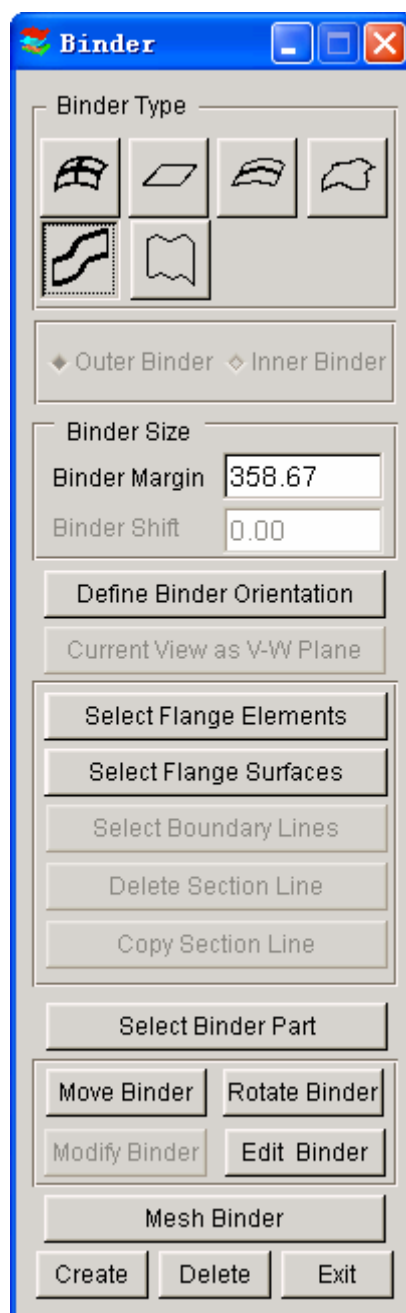 Binder
Binder Type
Outer Binder Inner Binder
Binder Size
Binder Margin 358.67
Binder Shift 0.00
Define Binder Orientation
Current View as V-W Plane
Select Flange Elements
Select Flange Surfaces
Select Boundary Lines
Delete Section Line
Copy Section Line
Select Binder Part
Move Binder Rotate Binder
Modify Binder Edit Binder
Mesh Binder
Create Delete Exit